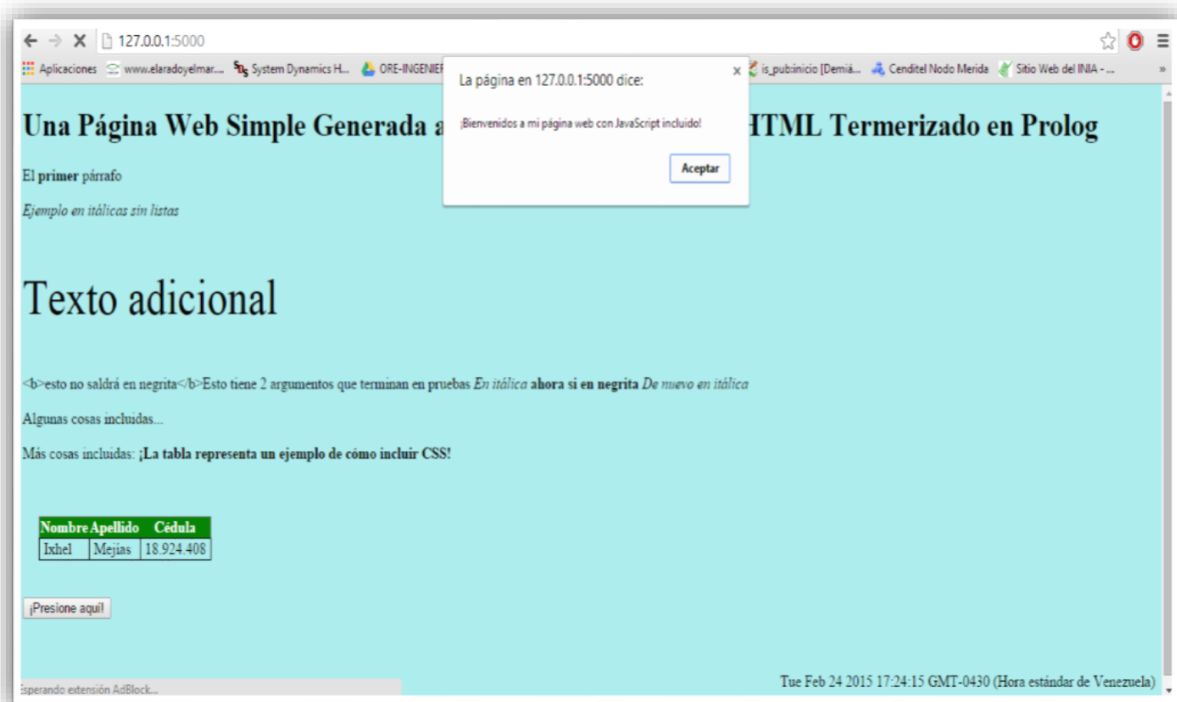 127.0.0.1:5000
Aplicaciones www.elaradoyelmar.... System Dynamics H... ORE-INGENIER is_pub:inicio [Demiá... Cenditel Nodo Merida Sitio Web del INIA - ... »
La página en 127.0.0.1:5000 dice:
¡Bienvenidos a mi página web con JavaScript incluido!
Aceptar
Una Página Web Simple Generada a HTML Termerizado en Prolog
El primer párrafo
Ejemplo en itálicas sin listas
Texto adicional
<b>esto no saldrá en negrita</b>Esto tiene 2 argumentos que terminan en pruebas En itálica ahora si en negrita De nuevo en itálica
Algunas cosas incluidas...
Más cosas incluidas: ¡La tabla representa un ejemplo de cómo incluir CSS!
Nombre Apellido Cédula
Ixhel Mejias 18.924.408
¡Presione aquí!
Tue Feb 24 2015 17:24:15 GMT-0430 (Hora estándar de Venezuela)
Esperando extensión AdBlock...